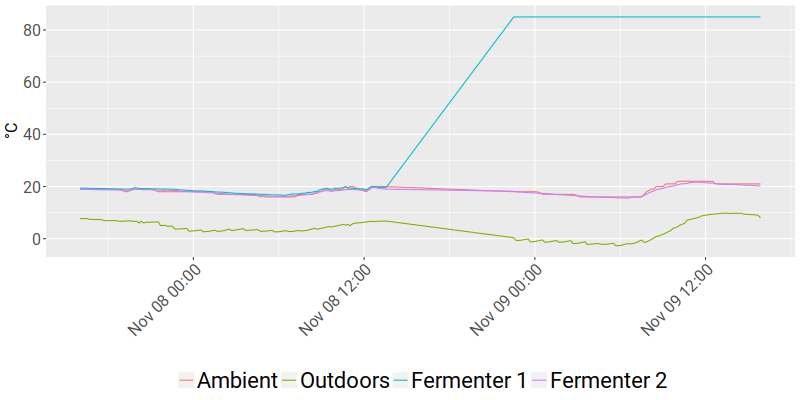 °C
80
60
40
20
0
Nov 08 00:00
Nov 08 12:00
Nov 09 00:00
Nov 09 12:00
Ambient Outdoors Fermenter 1 Fermenter 2